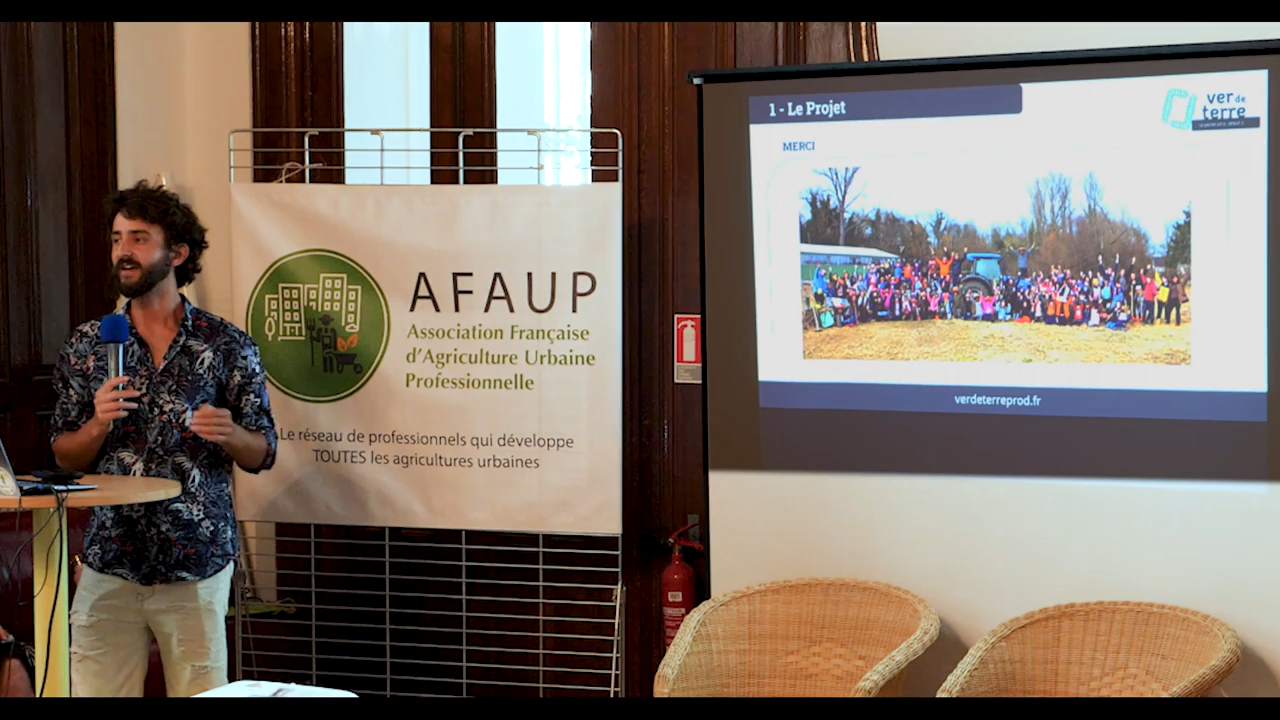 AFAUP
Association Française
d'Agriculture Urbaine
Professionnelle
Le réseau de professionnels qui développe
TOUTES les agricultures urbaines
1 - Le Projet
ver de
terre
MERCI
verdeterreprod.fr